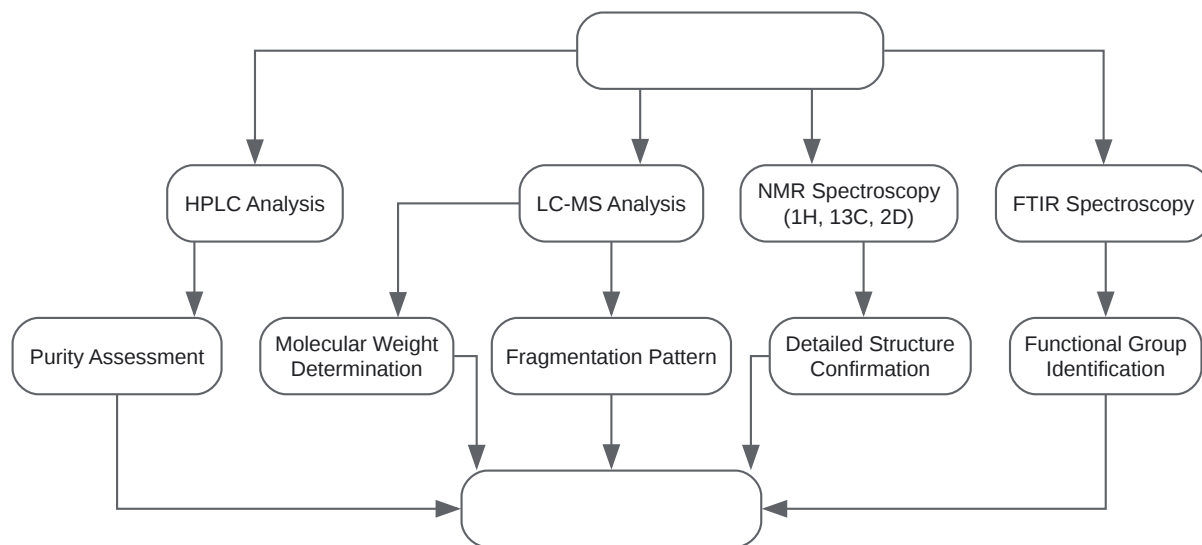 HPLC Analysis
LC-MS Analysis
NMR Spectroscopy
(1H, 13C, 2D)
FTIR Spectroscopy
Purity Assessment
Molecular Weight
Determination
Fragmentation Pattern
Detailed Structure
Confirmation
Functional Group
Identification